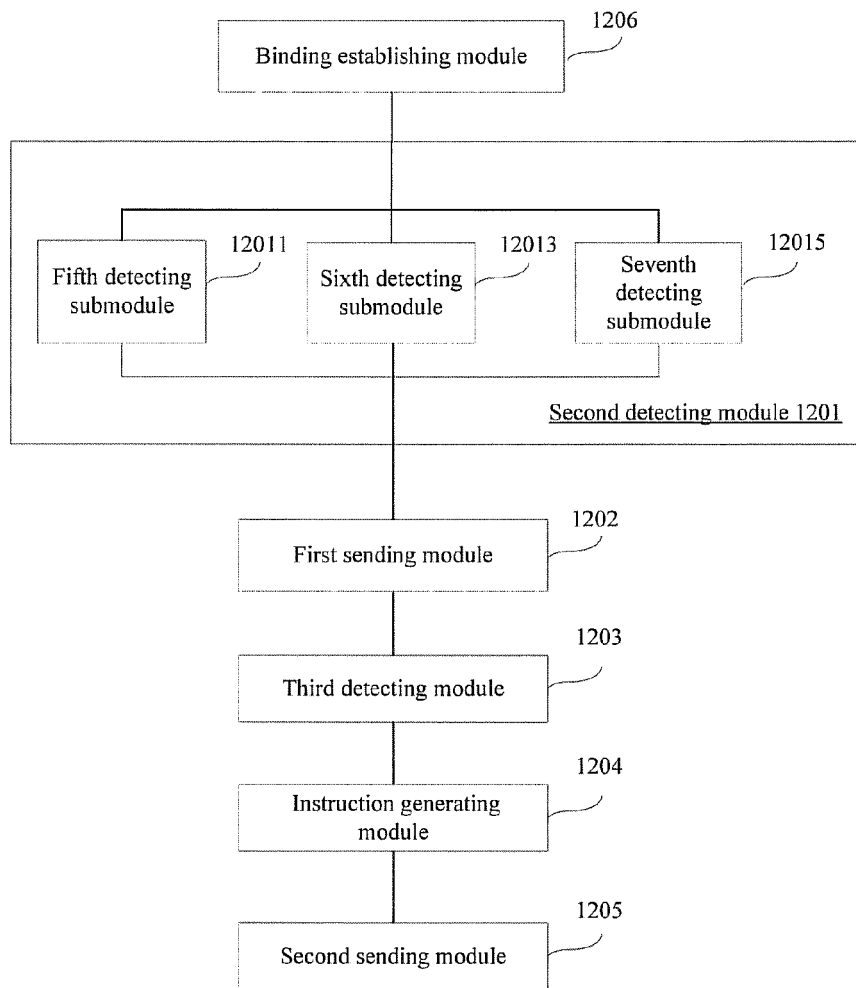 1206
Binding establishing module
12011
12013
12015
Fifth detecting
submodule
Sixth detecting
submodule
Seventh
detecting
submodule
Second detecting module 1201
1202
First sending module
1203
Third detecting module
1204
Instruction generating
module
1205
Second sending module